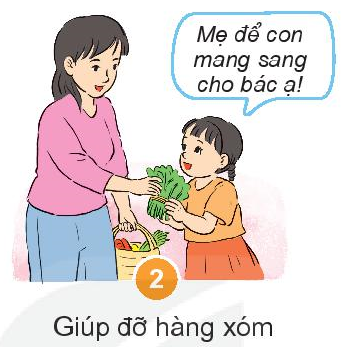 Mẹ để con
mang sang
cho bác ạ!
2
Giúp đỡ hàng xóm